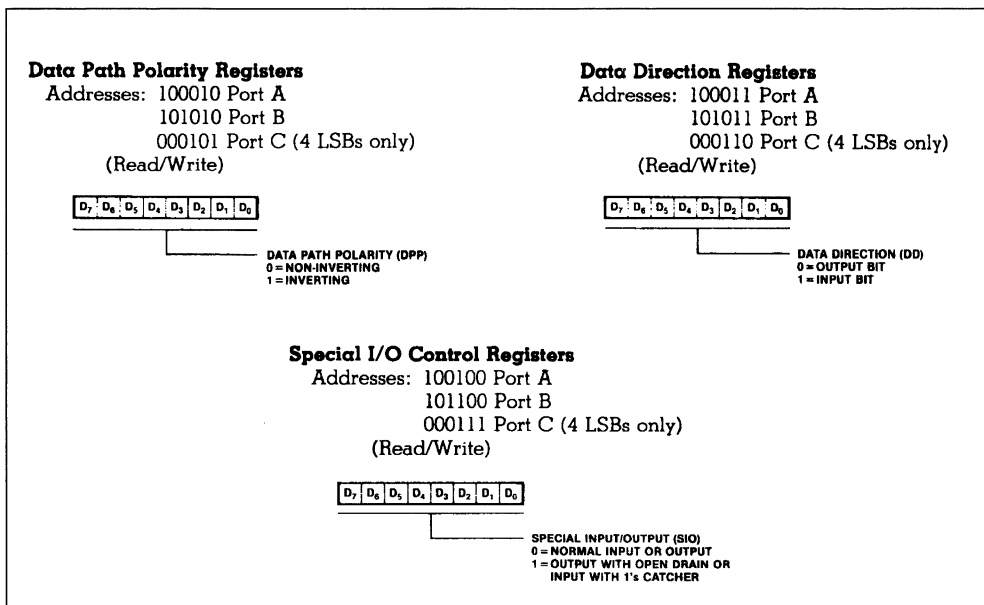 Data Path Polarity Registers
Addresses: 100010 Port A
101010 Port B
000101 Port C (4 LSBs only)
(Read/Write)
D7 D6 D5 D4 D3 D2 D1 D0
DATA PATH POLARITY (DPP)
0 = NON-INVERTING
1 = INVERTING
Data Direction Registers
Addresses: 100011 Port A
101011 Port B
000110 Port C (4 LSBs only)
(Read/Write)
D7 D6 D5 D4 D3 D2 D1 D0
DATA DIRECTION (DD)
0 = OUTPUT BIT
1 = INPUT BIT
Special I/O Control Registers
Addresses: 100100 Port A
101100 Port B
000111 Port C (4 LSBs only)
(Read/Write)
D7 D6 D5 D4 D3 D2 D1 D0
SPECIAL INPUT/OUTPUT (SIO)
0 = NORMAL INPUT OR OUTPUT
1 = OUTPUT WITH OPEN DRAIN OR
INPUT WITH 1's CATCHER